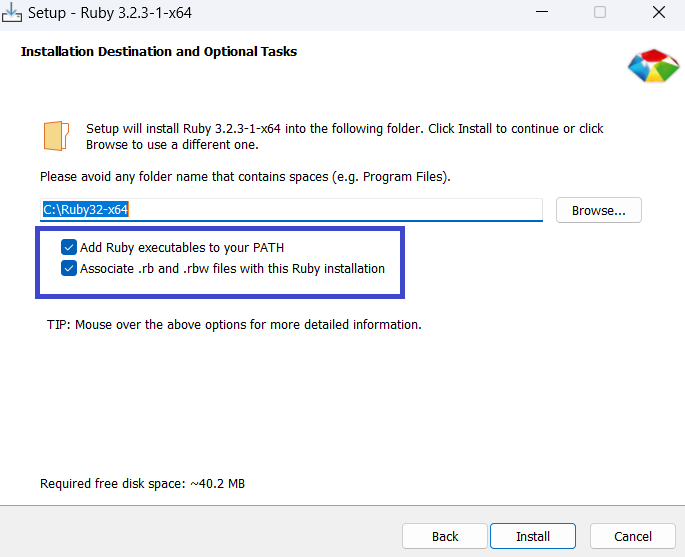 Setup - Ruby 3.2.3-1-x64
Installation Destination and Optional Tasks
Setup will install Ruby 3.2.3-1-x64 into the following folder. Click Install to continue or click
Browse to use a different one.
Please avoid any folder name that contains spaces (e.g. Program Files).
C:\Ruby32-x64
Browse...
Add Ruby executables to your PATH
Associate .rb and .rbw files with this Ruby installation
TIP: Mouse over the above options for more detailed information.
Required free disk space: ~40.2 MB
Back
Install
Cancel